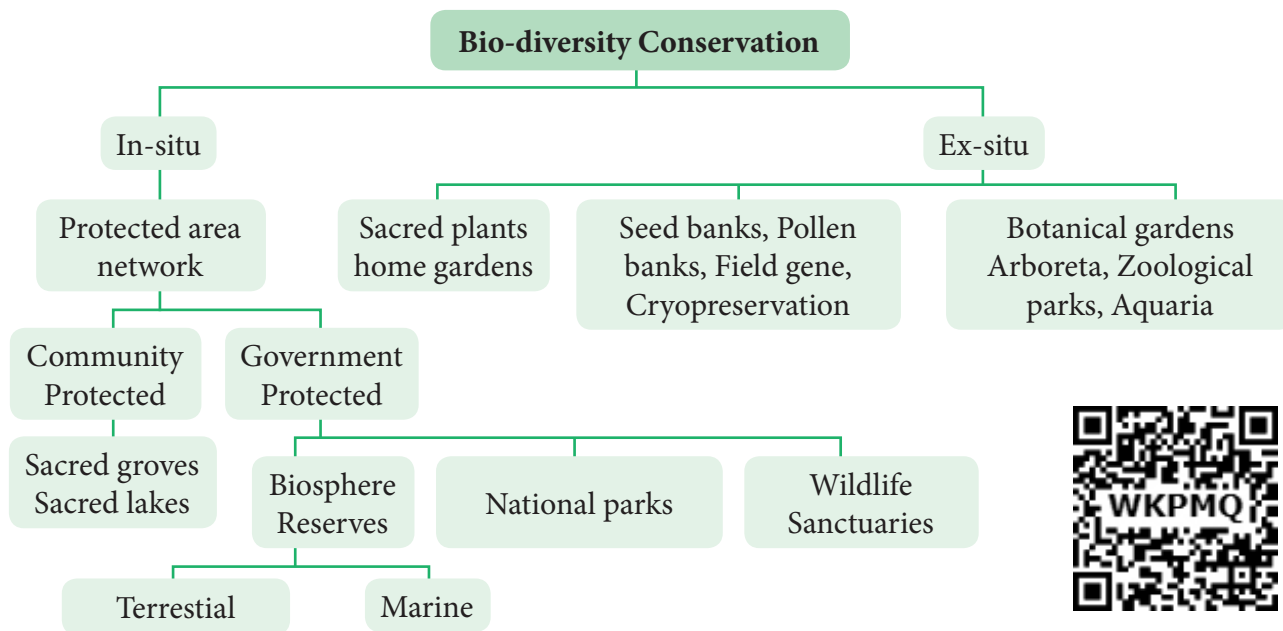 Bio-diversity Conservation
In-situ
Ex-situ
Protected area
network
Sacred plants
home gardens
Seed banks, Pollen
banks, Field gene,
Cryopreservation
Botanical gardens
Arboreta, Zoological
parks, Aquaria
Community
Protected
Government
Protected
Sacred groves
Sacred lakes
Biosphere
Reserves
National parks
Wildlife
Sanctuaries
Terrestial
Marine
WKPMQ